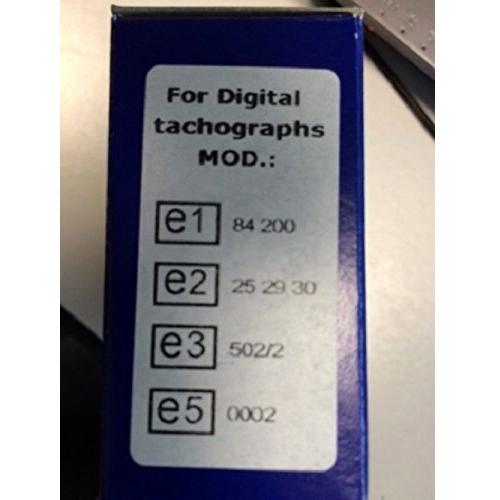 For Digital
tachographs
MOD.:
e1 84 200
e2 25 29 30
e3 502/2
e5 0002